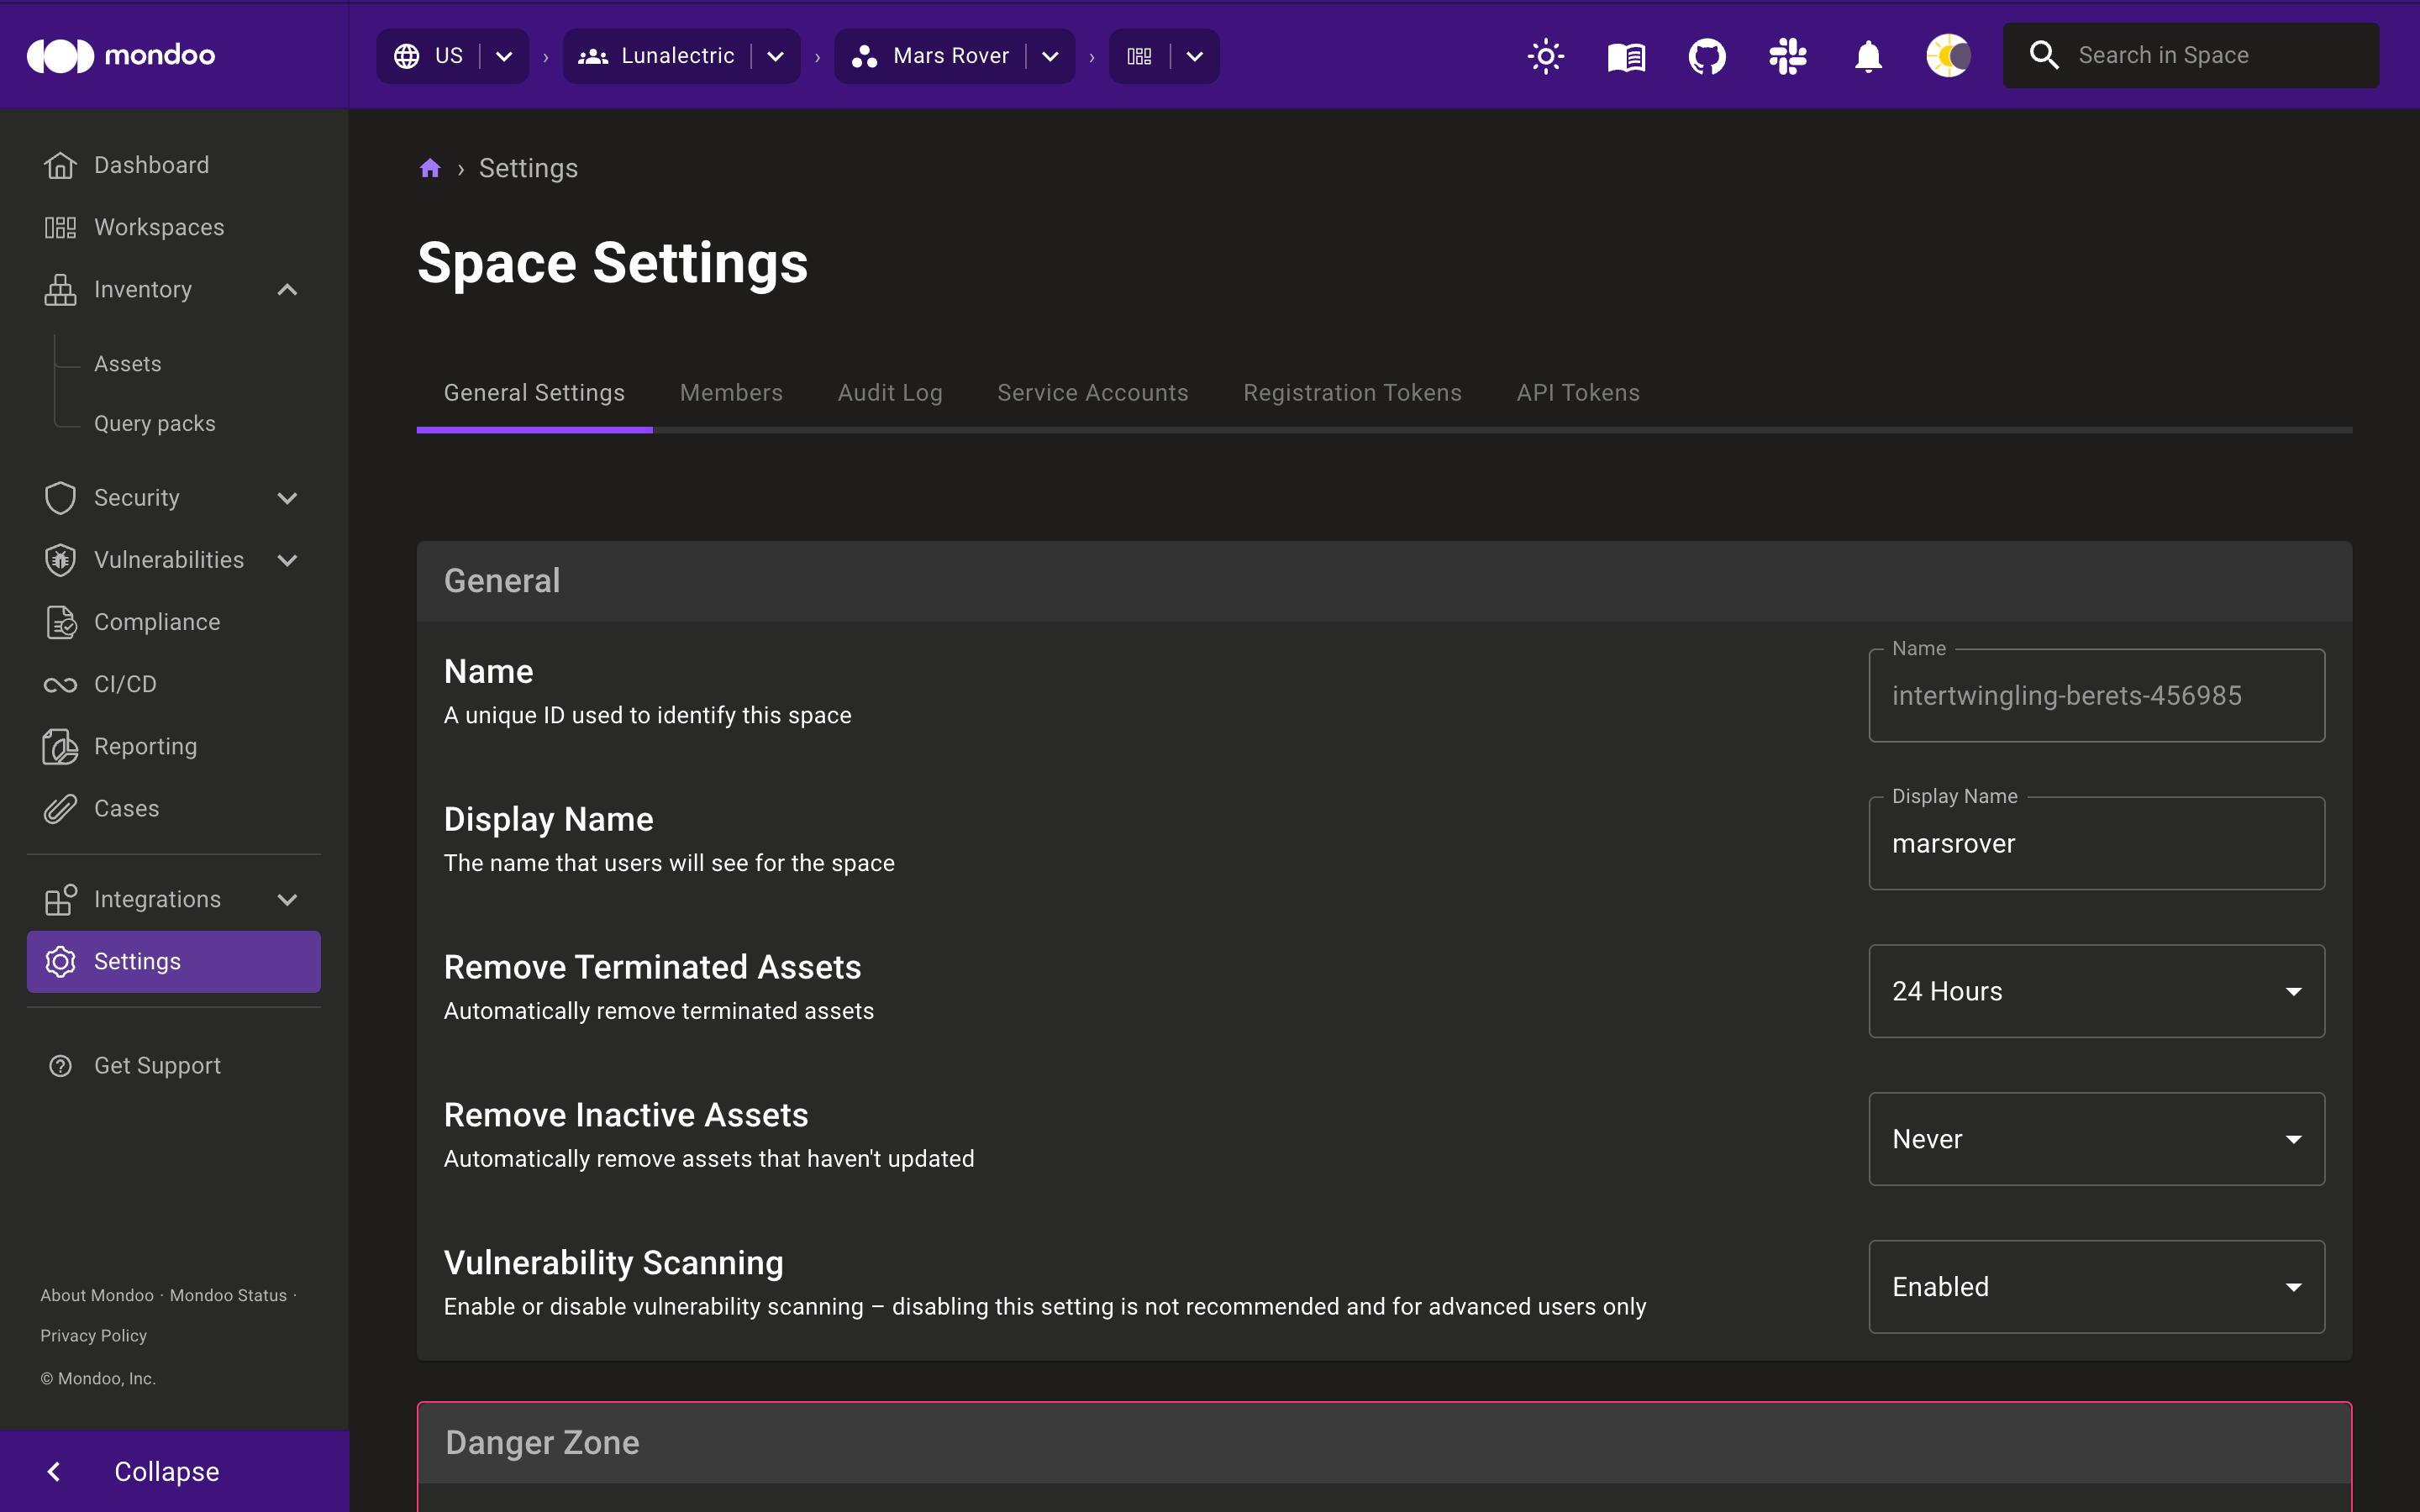 mondoo
US
Lunalectric
Mars Rover
Search in Space
Dashboard
Workspaces
Inventory
Assets
Query packs
Security
Vulnerabilities
Compliance
CI/CD
Reporting
Cases
Integrations
Settings
Get Support
About Mondoo · Mondoo Status ·
Privacy Policy
© Mondoo, Inc.
Collapse
› Settings
Space Settings
General Settings
Members
Audit Log
Service Accounts
Registration Tokens
API Tokens
General
Name
A unique ID used to identify this space
Name
intertwingling-berets-456985
Display Name
The name that users will see for the space
Display Name
marsrover
Remove Terminated Assets
Automatically remove terminated assets
24 Hours
Remove Inactive Assets
Automatically remove assets that haven't updated
Never
Vulnerability Scanning
Enable or disable vulnerability scanning – disabling this setting is not recommended and for advanced users only
Enabled
Danger Zone